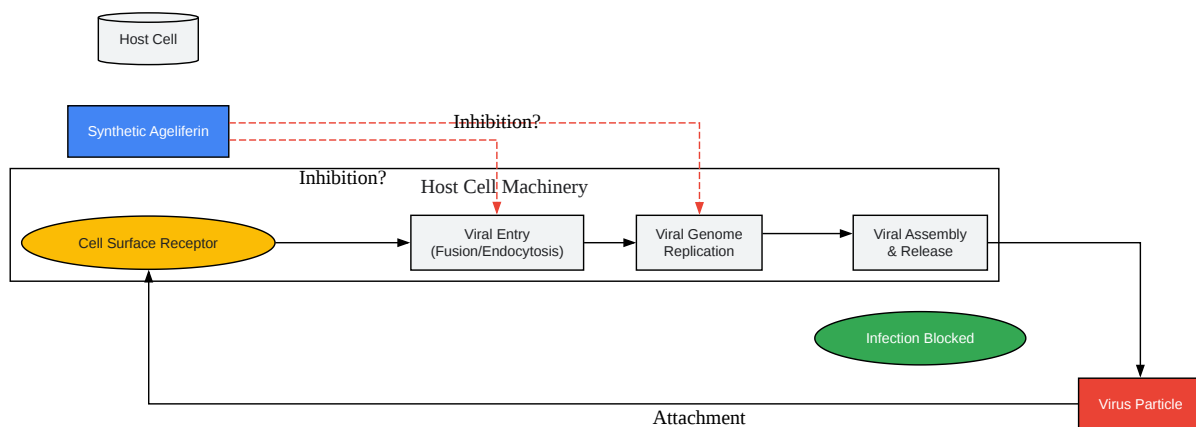 Host Cell
Synthetic Ageliferin
Inhibition?
Inhibition?
Host Cell Machinery
Cell Surface Receptor
Viral Entry
(Fusion/Endocytosis)
Viral Genome
Replication
Viral Assembly
& Release
Infection Blocked
Virus Particle
Attachment